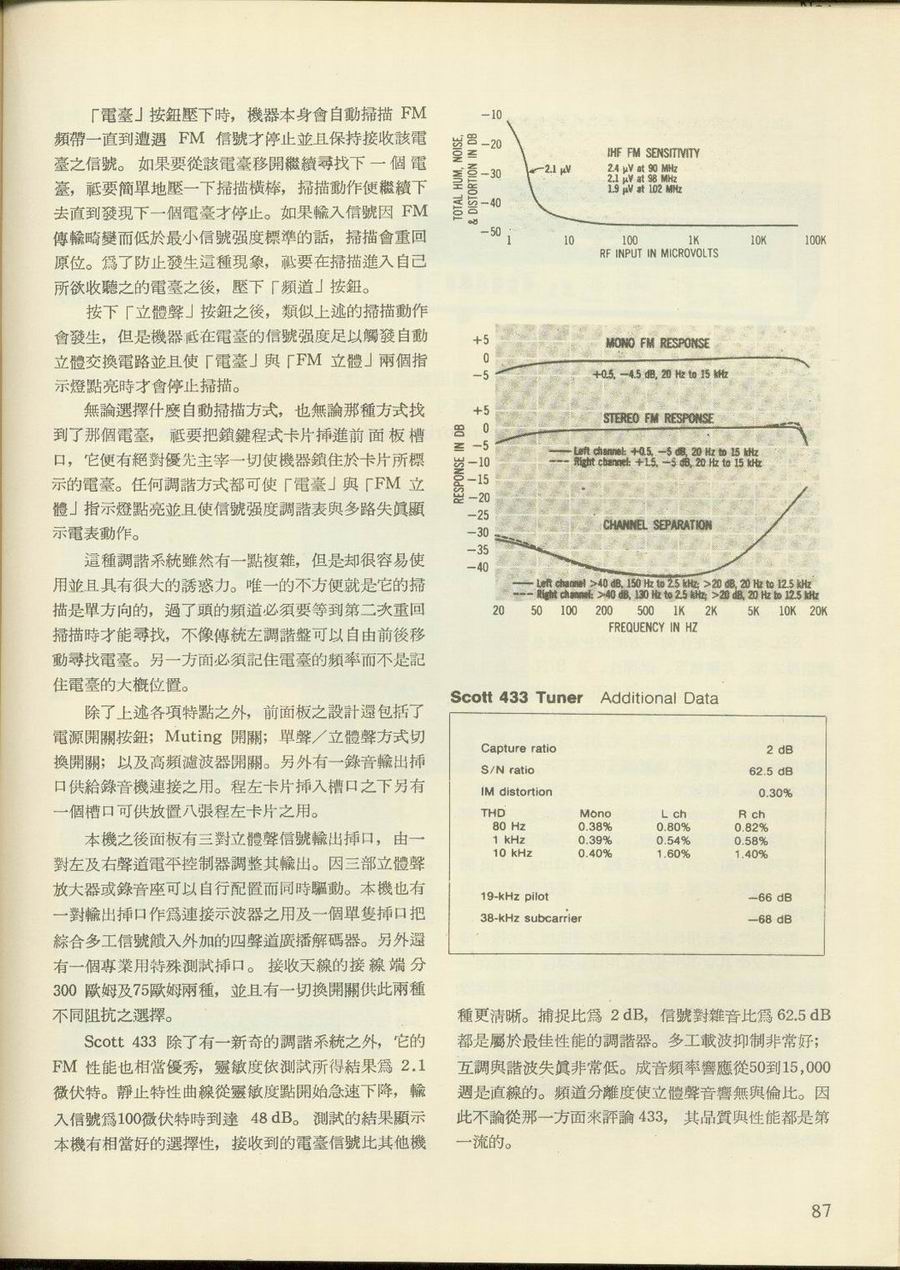 「電臺」按鈕壓下時，機器本身會自動掃描 FM
頻帶一直到遭遇 FM 信號才停止並且保持接收該電
臺之信號。如果要從該電臺移開繼續尋找下一個電
臺，祗要簡單地壓一下掃描橫棒，掃描動作便繼續下
去直到發現下一個電臺才停止。如果輸入信號因 FM
傳輸畸變而低於最小信號强度標準的話，掃描會重回
原位。爲了防止發生這種現象，祗要在掃描進入自己
所欲收聽之的電臺之後，壓下「頻道」按鈕。
按下「立體聲」按鈕之後，類似上述的掃描動作
會發生，但是機器祗在電臺的信號强度足以觸發自動
立體交換電路並且使「電臺」與「FM 立體」兩個指
示燈點亮時才會停止掃描。
無論選擇什麼自動掃描方式，也無論那種方式找
到了那個電臺，祗要把鎖鍵程式卡片揷進前面板槽
口，它便有絕對優先主宰一切使機器鎖住於卡片所標
示的電臺。任何調諧方式都可使「電臺」與「FM 立
體」指示燈點亮並且使信號强度調諧表與多路失眞顯
示電表動作。
這種調諧系統雖然有一點複雜，但是却很容易使
用並且具有很大的誘惑力。唯一的不方便就是它的掃
描是單方向的，過了頭的頻道必須要等到第二次重回
掃描時才能尋找，不像傳統左調諧盤可以自由前後移
動尋找電臺。另一方面必須記住電臺的頻率而不是記
住電臺的大概位置。
除了上述各項特點之外，前面板之設計還包括了
電源開關按鈕；Muting 開關；單聲／立體聲方式切
換開關；以及高頻濾波器開關。另外有一錄音輸出揷
口供給錄音機連接之用。程左卡片揷入槽口之下另有
一個槽口可供放置八張程左卡片之用。
本機之後面板有三對立體聲信號輸出揷口，由一
對左及右聲道電平控制器調整其輸出。因三部立體聲
放大器或錄音座可以自行配置而同時驅動。本機也有
一對輸出揷口作爲連接示波器之用及一個單隻揷口把
綜合多工信號饋入外加的四聲道廣播解碼器。另外還
有一個專業用特殊測試揷口。接收天線的接線端分
300 歐姆及75歐姆兩種，並且有一切換開關供此兩種
不同阻抗之選擇。
Scott 433 除了有一新奇的調諧系統之外，它的
FM 性能也相當優秀，靈敏度依測試所得結果爲 2.1
微伏特。靜止特性曲線從靈敏度點開始急速下降，輸
入信號爲100微伏特時到達 48 dB。測試的結果顯示
本機有相當好的選擇性，接收到的電臺信號比其他機
TOTAL HUM, NOISE,
& DISTORTION IN DB
-10
-20
-30
-40
-50
2.1 μV
IHF FM SENSITIVITY
2.4 μV at 90 MHz
2.1 μV at 98 MHz
1.9 μV at 102 MHz
1 10 100 1K 10K 100K
RF INPUT IN MICROVOLTS
RESPONSE IN DB
+5
0
-5
MONO FM RESPONSE
+0.5, -4.5 dB, 20 Hz to 15 kHz
+5
0
-5
-10
-15
-20
-25
-30
-35
-40
STEREO FM RESPONSE
Left channel: +0.5, -5 dB, 20 Hz to 15 kHz
Right channel: +1.5, -5 dB, 20 Hz to 15 kHz
CHANNEL SEPARATION
Left channel >40 dB, 150 Hz to 2.5 kHz; >20 dB, 20 Hz to 12.5 kHz
Right channel: >40 dB, 130 Hz to 2.5 kHz; >20 dB, 20 Hz to 12.5 kHz
20 50 100 200 500 1K 2K 5K 10K 20K
FREQUENCY IN HZ
Scott 433 Tuner Additional Data
Capture ratio 2 dB
S/N ratio 62.5 dB
IM distortion 0.30%
THD Mono L ch R ch
80 Hz 0.38% 0.80% 0.82%
1 kHz 0.39% 0.54% 0.58%
10 kHz 0.40% 1.60% 1.40%
19-kHz pilot -66 dB
38-kHz subcarrier -68 dB
種更清晰。捕捉比爲 2 dB，信號對雜音比爲 62.5 dB
都是屬於最佳性能的調諧器。多工載波抑制非常好；
互調與諧波失眞非常低。成音頻率響應從50到15,000
週是直線的。頻道分離度使立體聲音響無與倫比。因
此不論從那一方面來評論 433，其品質與性能都是第
一流的。
87